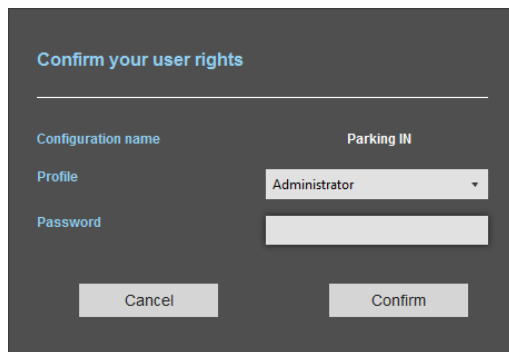 Confirm your user rights
Configuration name Parking IN
Profile Administrator
Password
Cancel Confirm